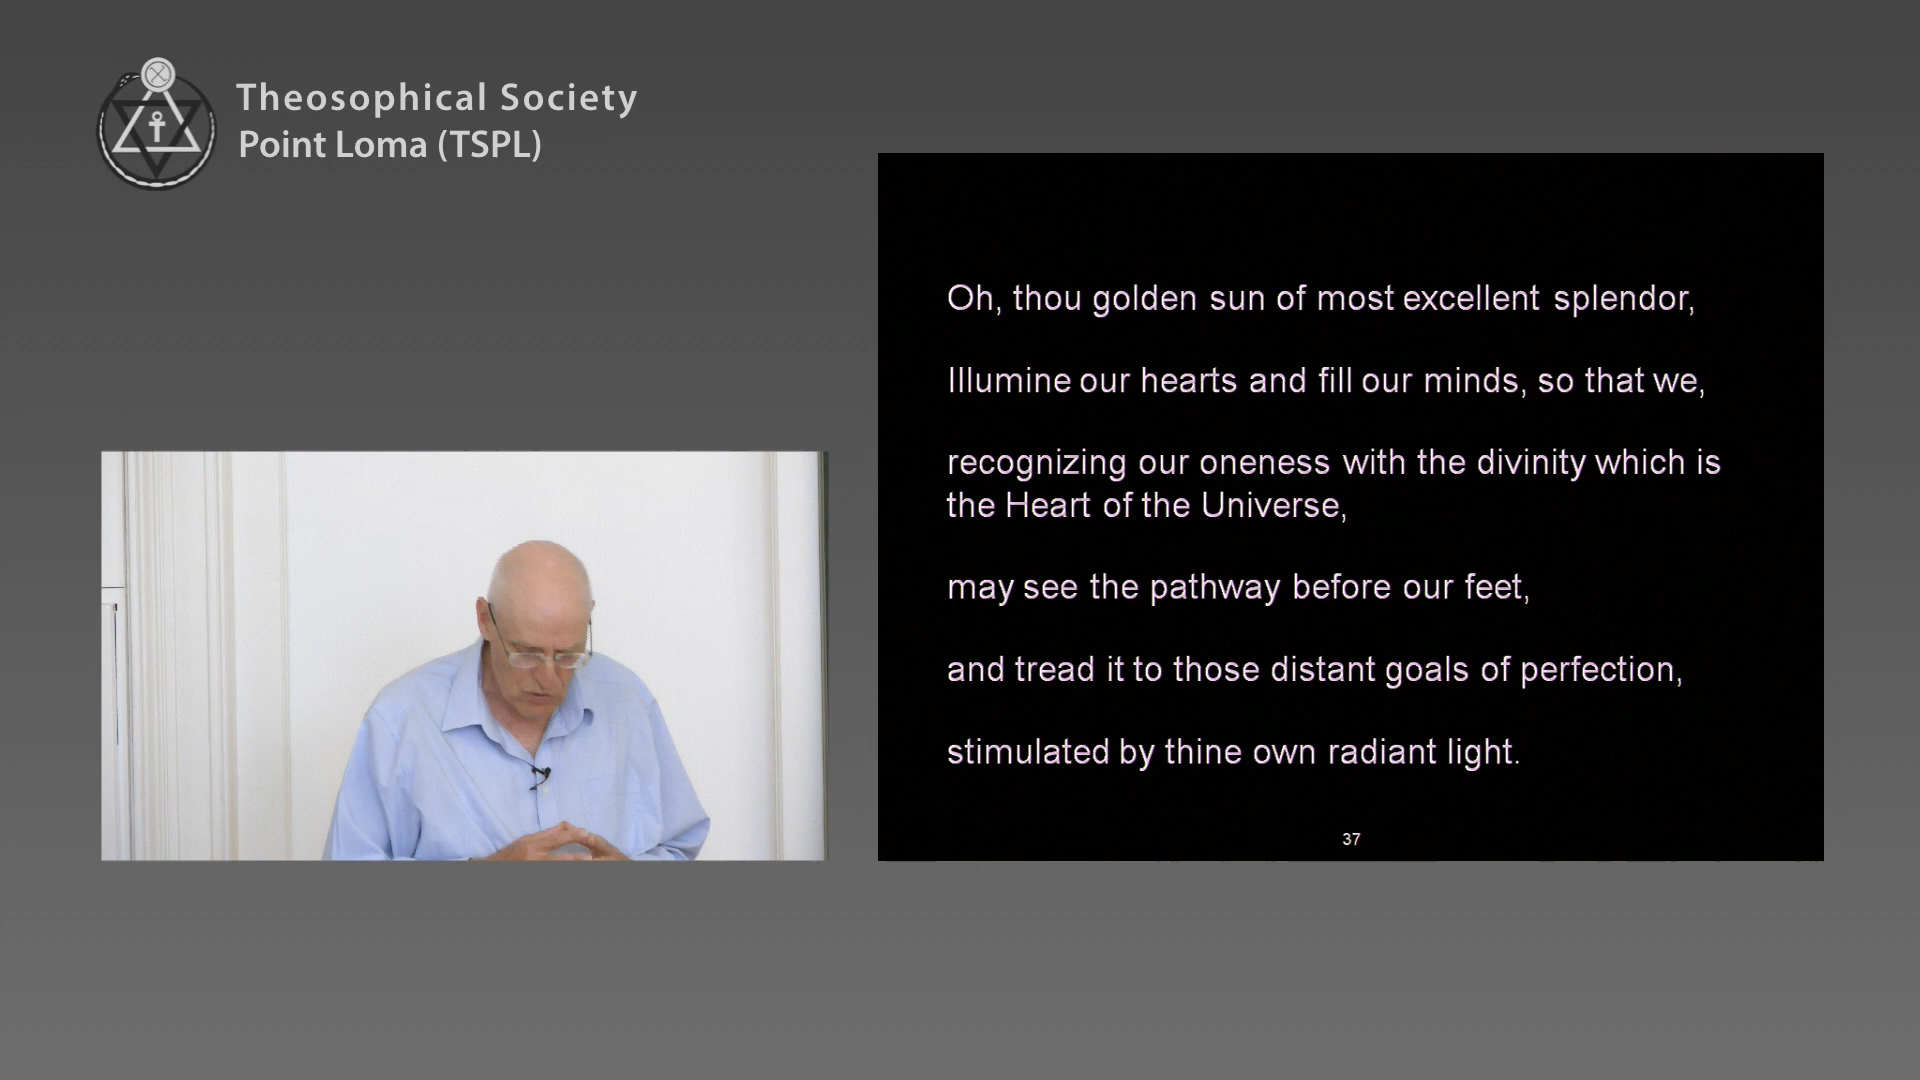 Theosophical Society
Point Loma (TSPL)
Oh, thou golden sun of most excellent splendor,
Illumine our hearts and fill our minds, so that we,
recognizing our oneness with the divinity which is
the Heart of the Universe,
may see the pathway before our feet,
and tread it to those distant goals of perfection,
stimulated by thine own radiant light.
37